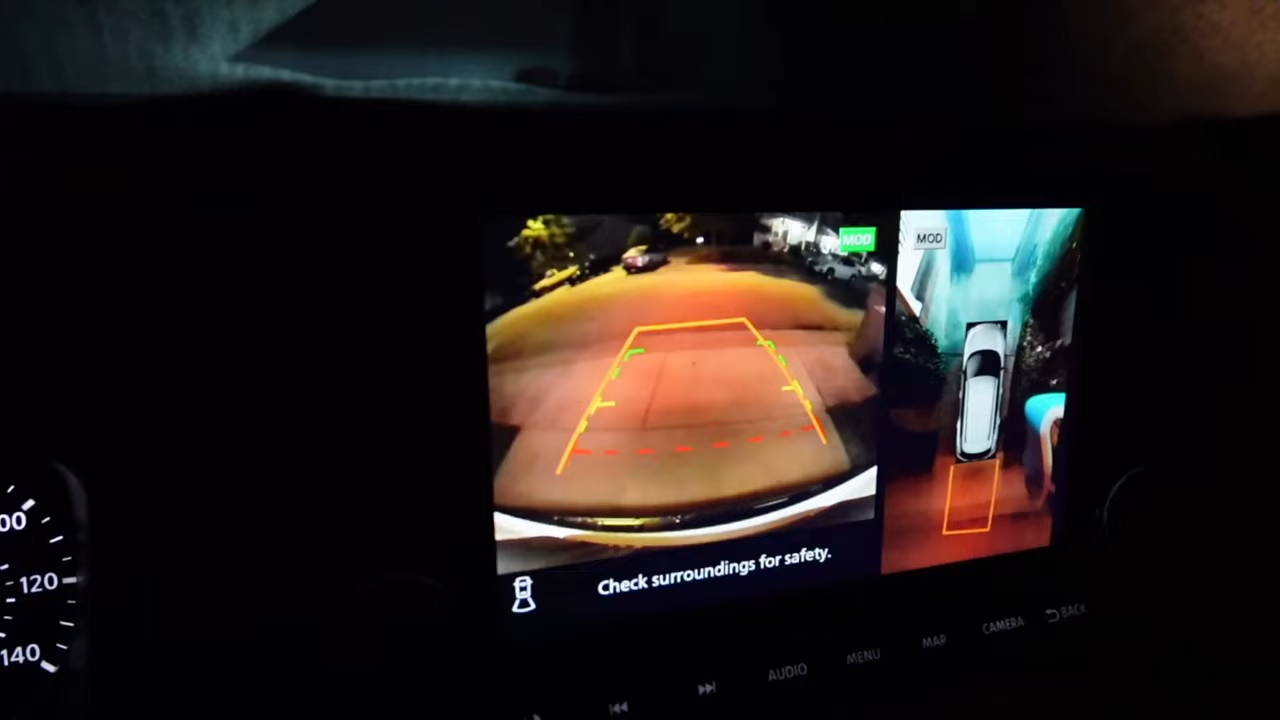 MOD
MOD
Check surroundings for safety.
00
120
140
AUDIO
MENU
MAP
CAMERA
BACK